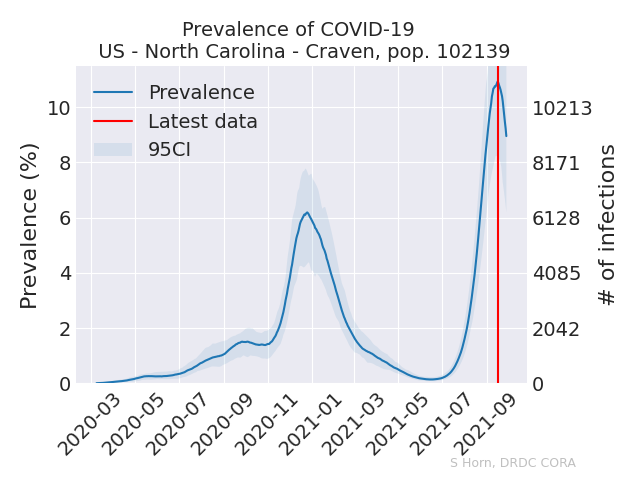 Prevalence of COVID-19
US - North Carolina - Craven, pop. 102139
Prevalence
Latest data
95CI
Prevalence (%)
10
8
6
4
2
0
10213
8171
6128
4085
2042
0
# of infections
2020-03
2020-05
2020-07
2020-09
2020-11
2021-01
2021-03
2021-05
2021-07
2021-09
S Horn, DRDC CORA